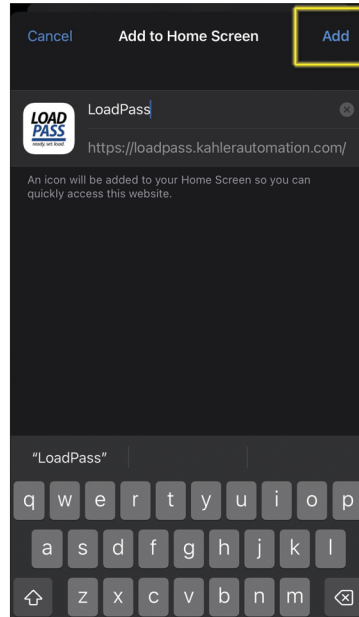 Cancel
Add to Home Screen
Add
LOAD
PASS
ready. set. load.
LoadPass
https://loadpass.kahlerautomation.com/
An icon will be added to your Home Screen so you can
quickly access this website.
“LoadPass”
q w e r t y u i o p
a s d f g h j k l
z x c v b n m